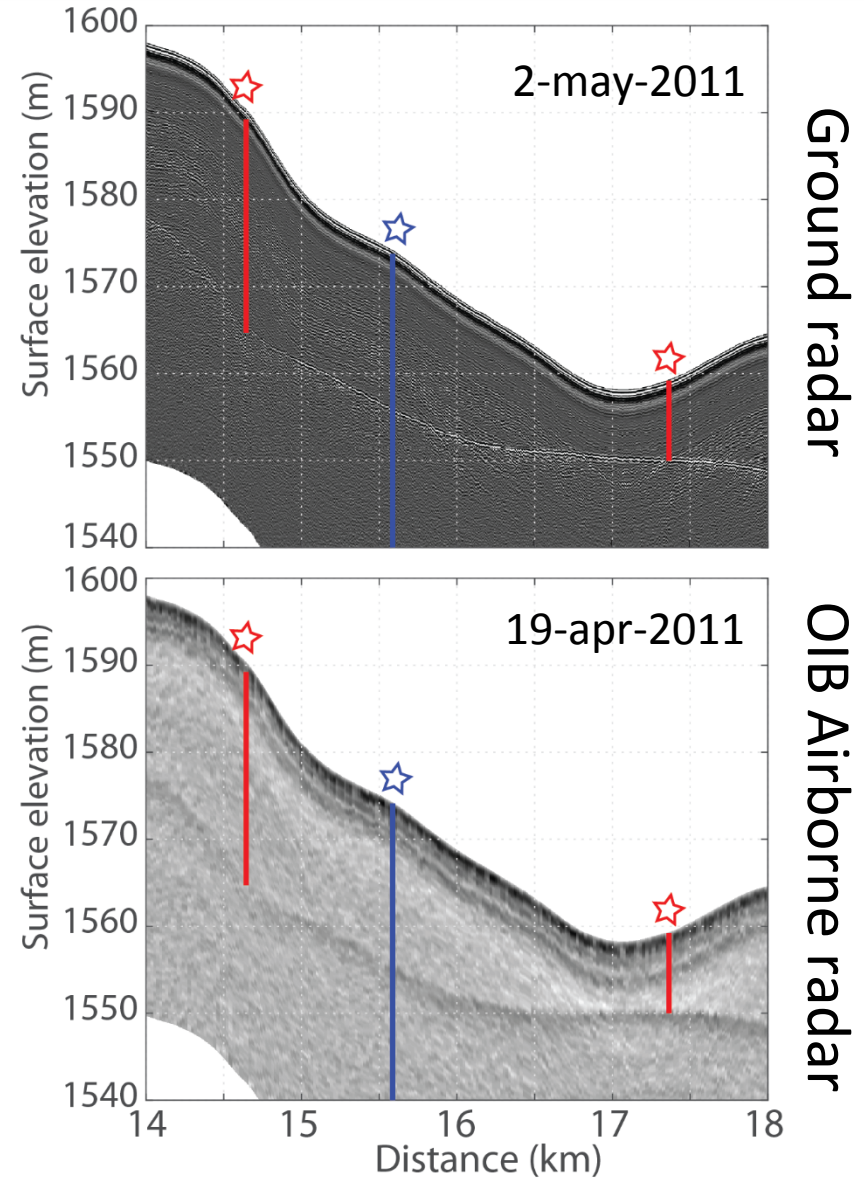 1600
1590
1580
1570
1560
1550
1540
Surface elevation (m)
2-may-2011
Ground radar
1600
1590
1580
1570
1560
1550
1540
Surface elevation (m)
19-apr-2011
OIB Airborne radar
14 15 16 17 18
Distance (km)